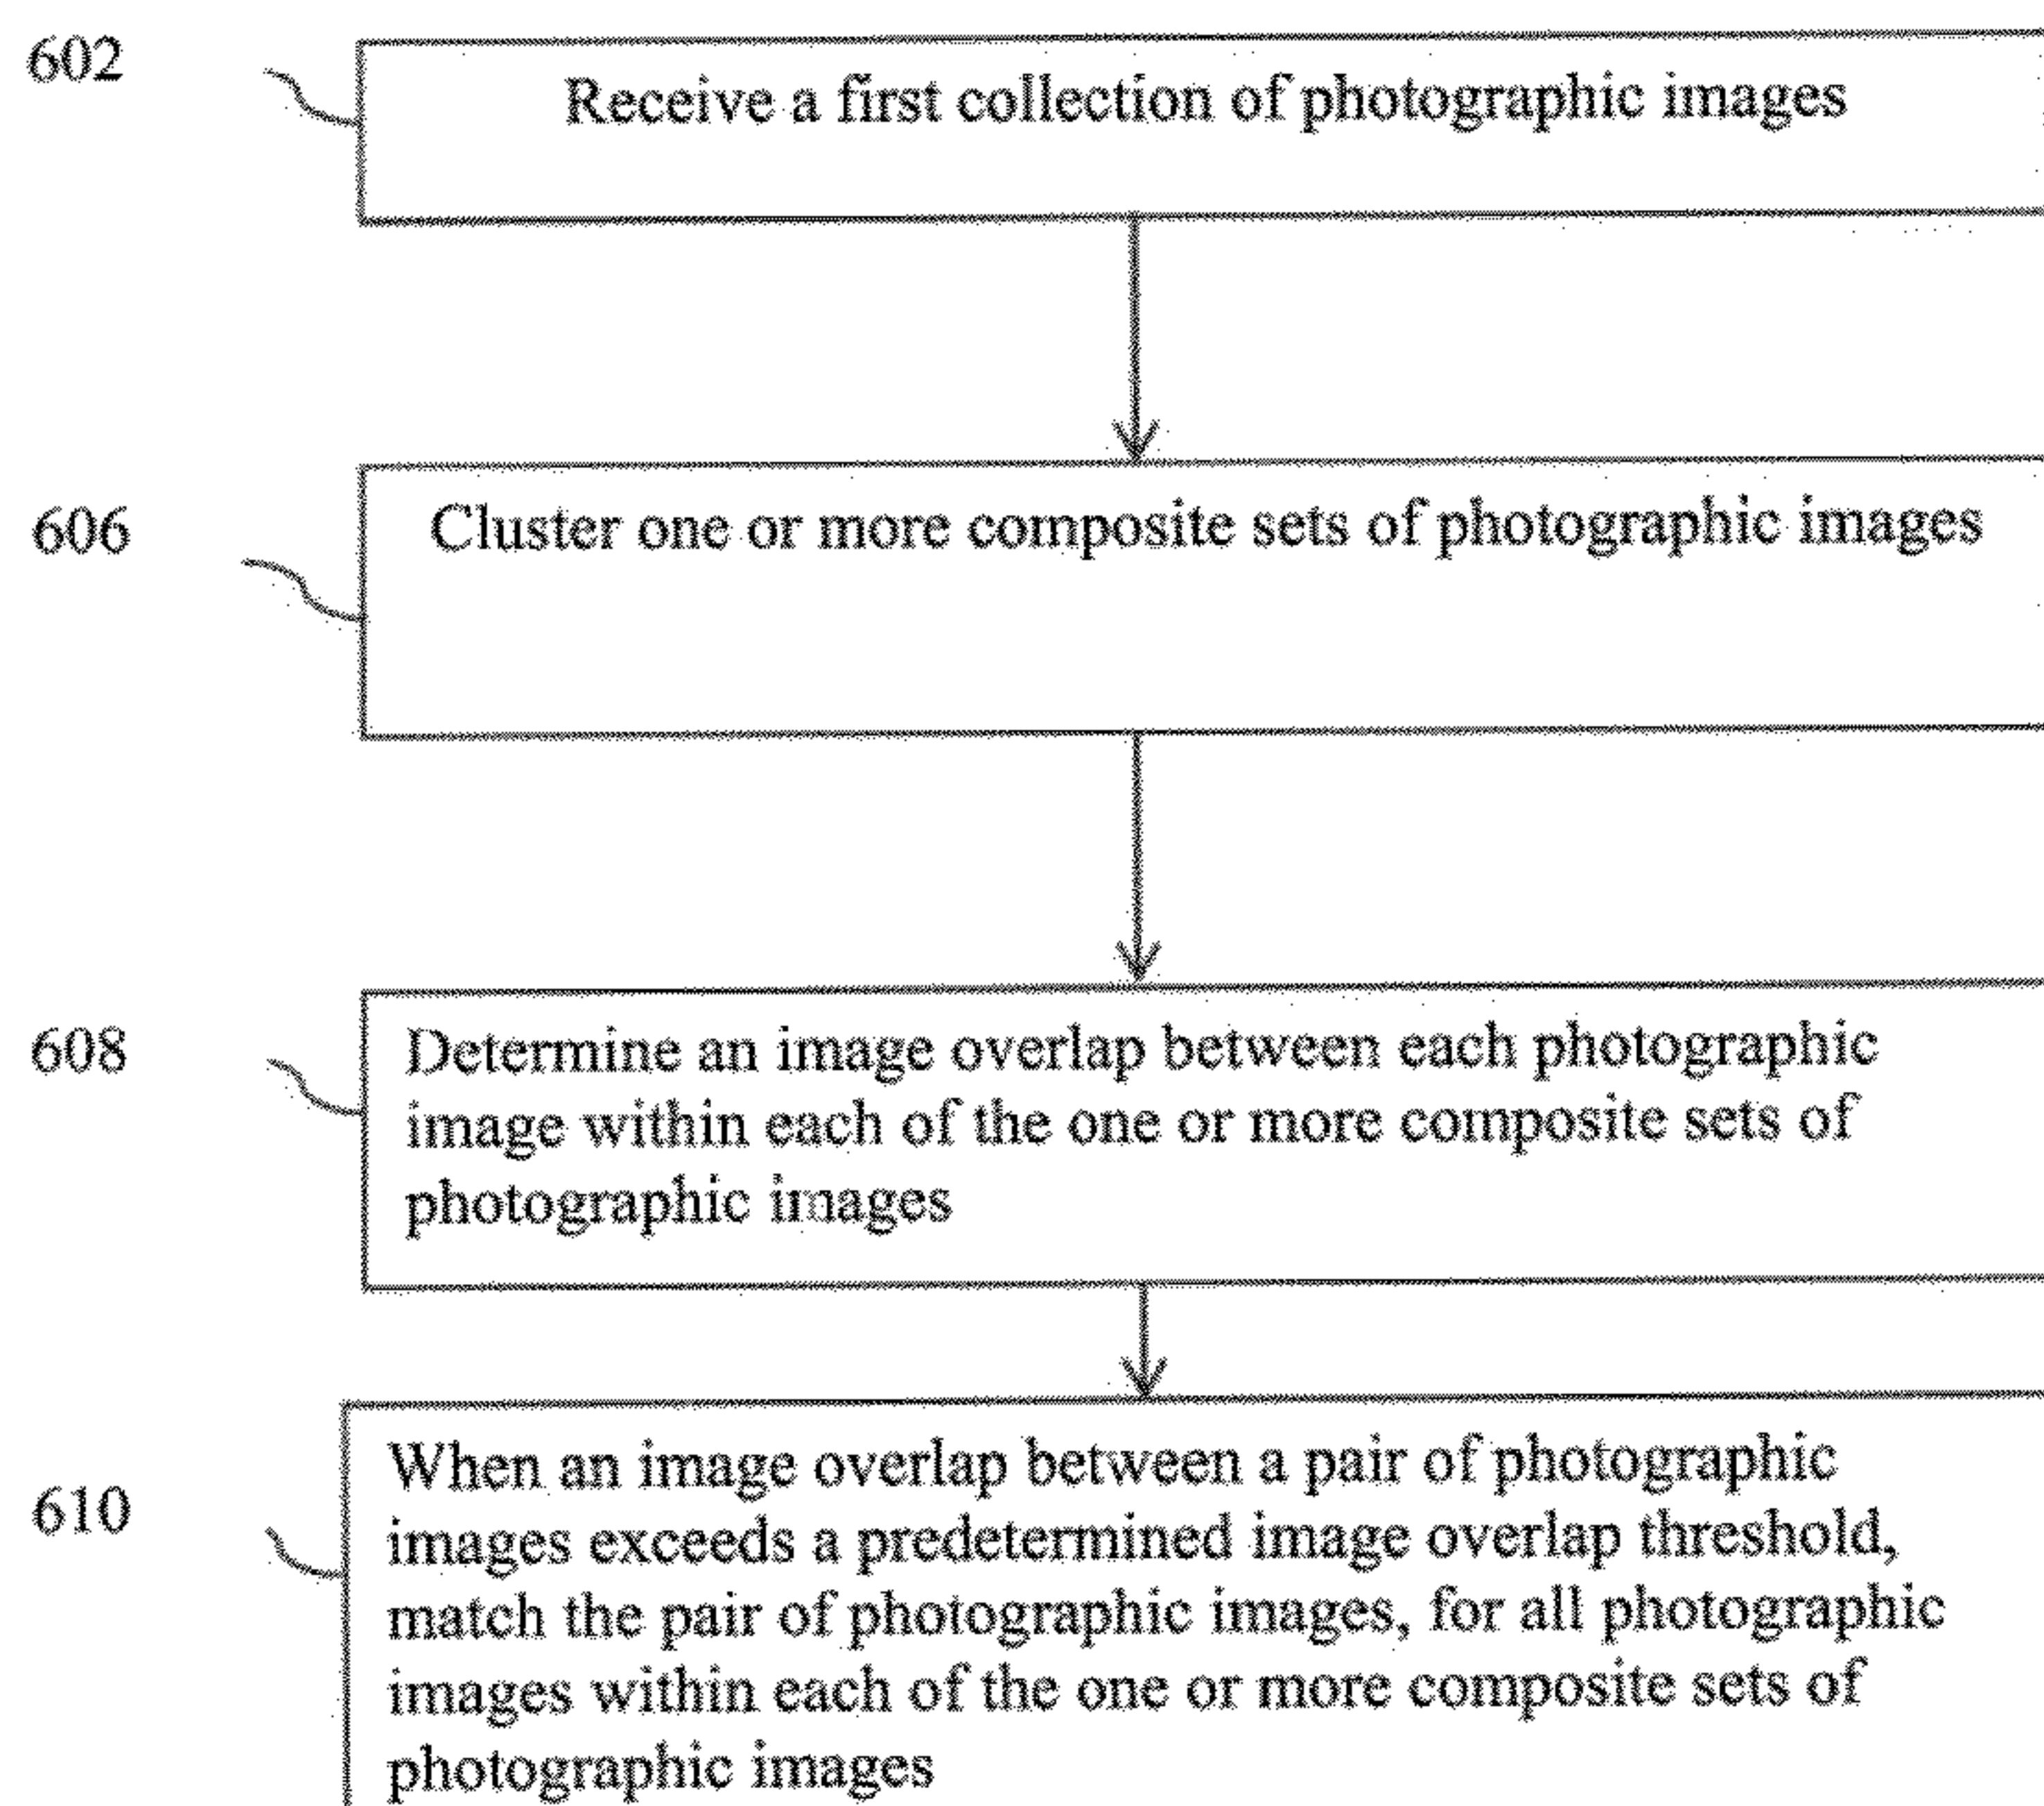 602
Receive a first collection of photographic images
606
Cluster one or more composite sets of photographic images
608
Determine an image overlap between each photographic
image within each of the one or more composite sets of
photographic images
610
When an image overlap between a pair of photographic
images exceeds a predetermined image overlap threshold,
match the pair of photographic images, for all photographic
images within each of the one or more composite sets of
photographic images